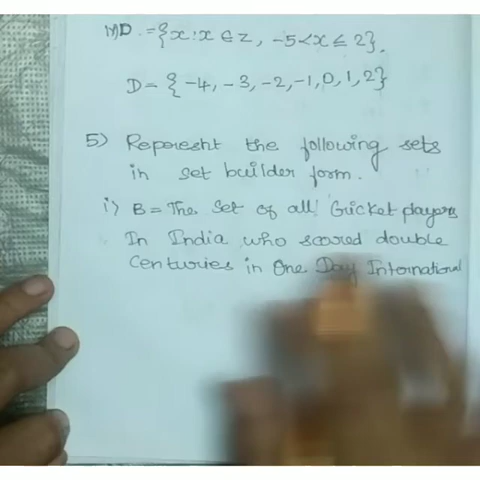 MD = {x : x ∈ Z, -5 < x ≤ 2}.
D = { -4, -3, -2, -1, 0, 1, 2}
5) Represent the following sets
in set builder form.
i) B = The set of all Cricket players
In India who scored double
Centuries in One Day International